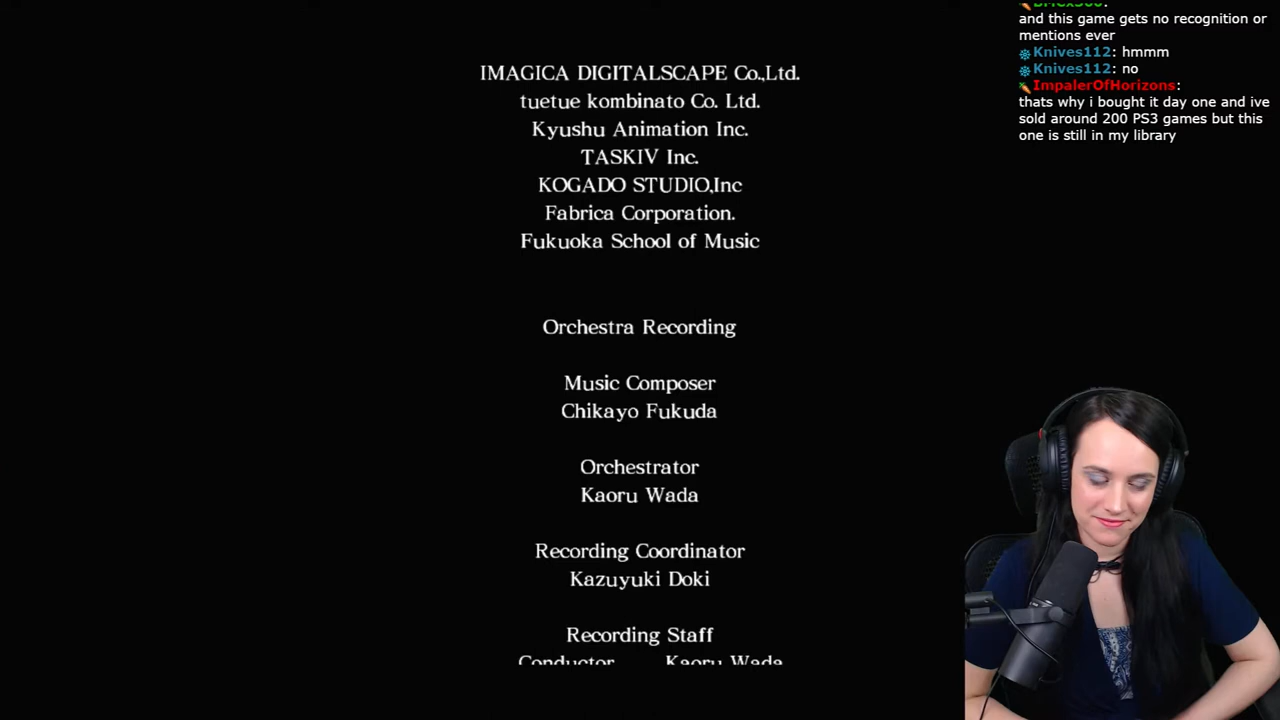 IMAGICA DIGITALSCAPE Co.,Ltd.
tuetue kombinato Co. Ltd.
Kyushu Animation Inc.
TASKIV Inc.
KOGADO STUDIO,Inc
Fabrica Corporation.
Fukuoka School of Music
Orchestra Recording
Music Composer
Chikayo Fukuda
Orchestrator
Kaoru Wada
Recording Coordinator
Kazuyuki Doki
Recording Staff
Conductor Kaoru Wada
and this game gets no recognition or
mentions ever
Knives112: hmmm
Knives112: no
ImpalerOfHorizons:
thats why i bought it day one and ive
sold around 200 PS3 games but this
one is still in my library